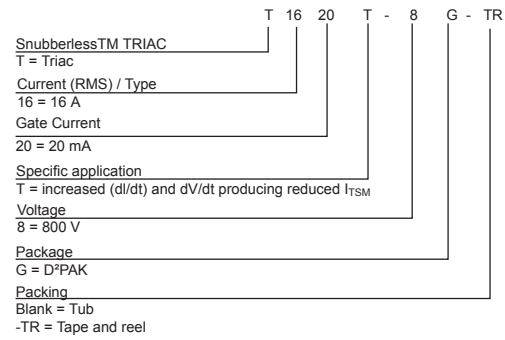 T 16 20 T - 8 G - TR
SnubberlessTM TRIAC
T = Triac
Current (RMS) / Type
16 = 16 A
Gate Current
20 = 20 mA
Specific application
T = increased (dI/dt) and dV/dt producing reduced ITSM
Voltage
8 = 800 V
Package
G = D²PAK
Packing
Blank = Tub
-TR = Tape and reel